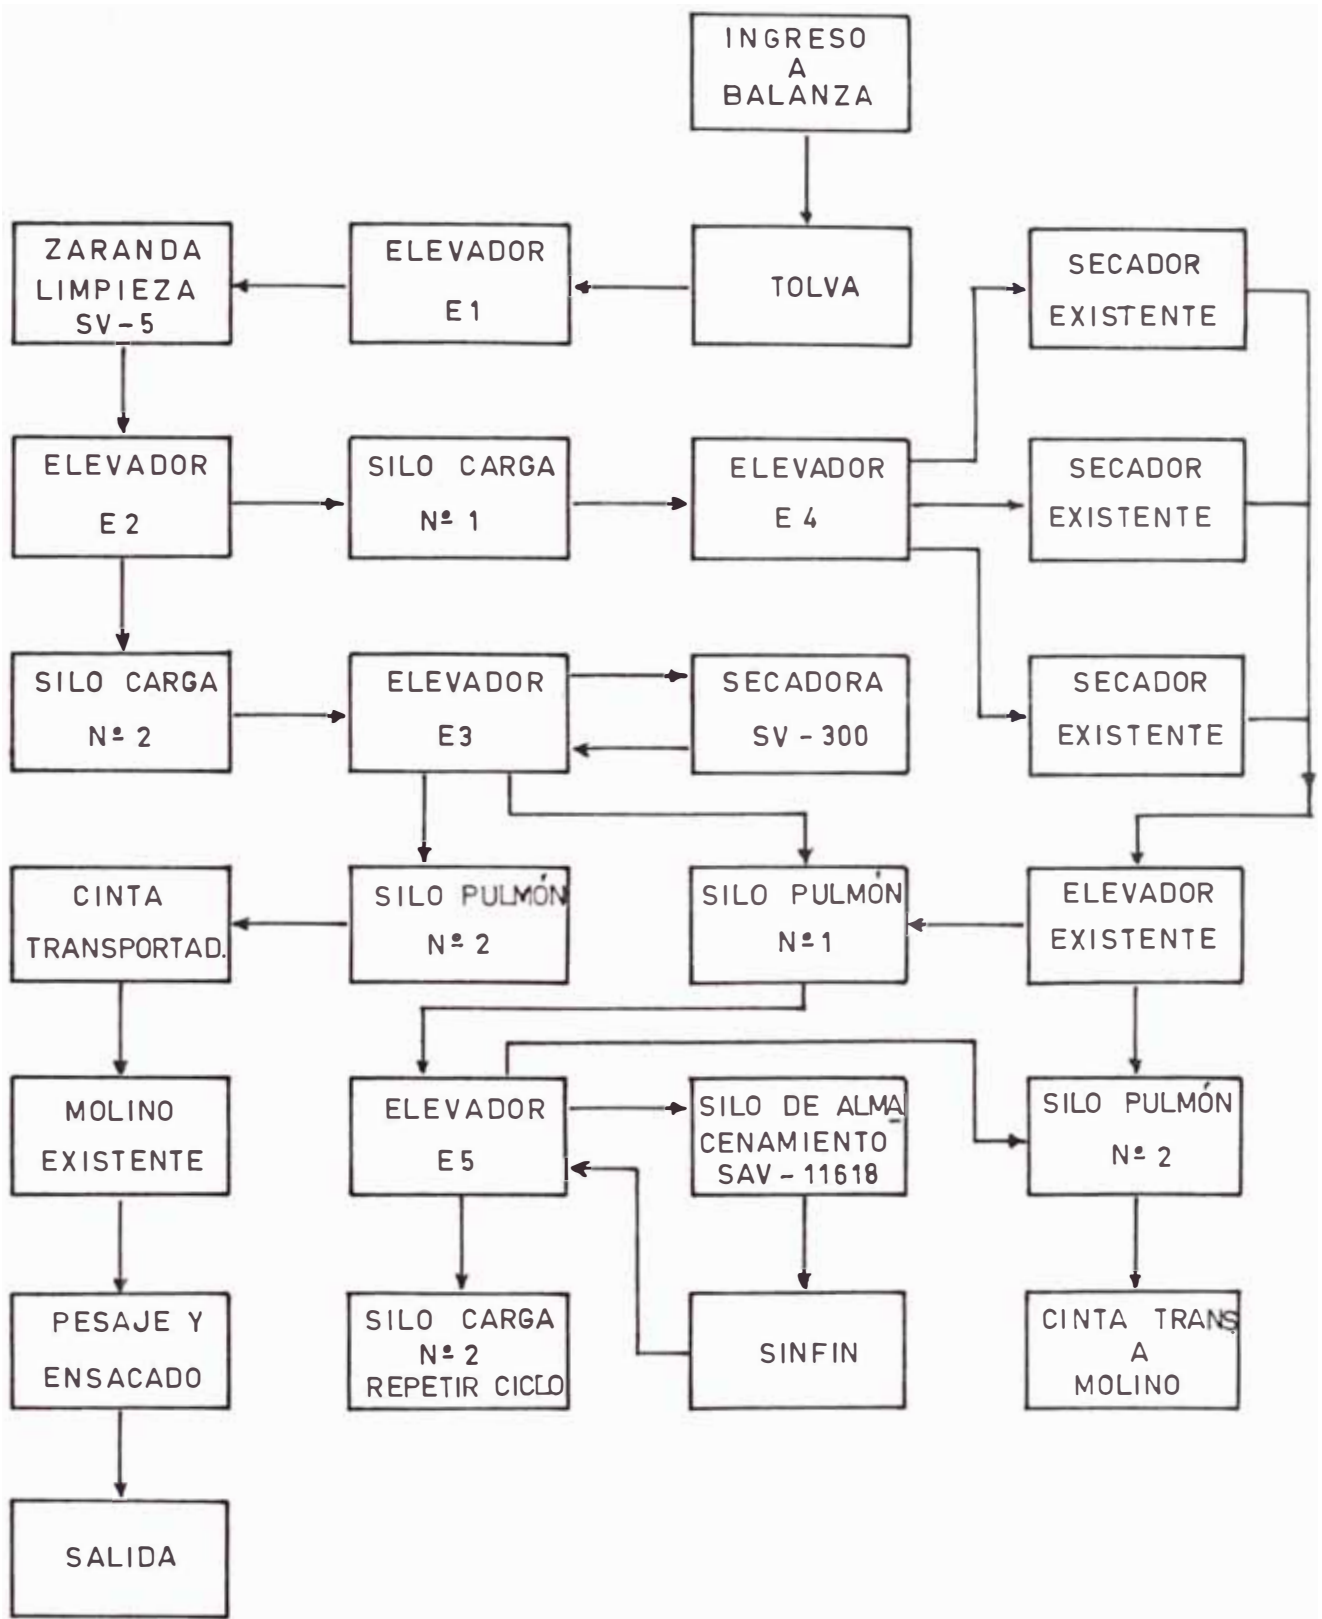 INGRESO
A
BALANZA
ZARANDA
LIMPIEZA
SV-5
ELEVADOR
E1
TOLVA
SECADOR
EXISTENTE
ELEVADOR
E2
SILO CARGA
Nº 1
ELEVADOR
E4
SECADOR
EXISTENTE
SILO CARGA
Nº 2
ELEVADOR
E3
SECADORA
SV-300
SECADOR
EXISTENTE
CINTA
TRANSPORTAD.
SILO PULMÓN
Nº 2
SILO PULMÓN
Nº 1
ELEVADOR
EXISTENTE
MOLINO
EXISTENTE
ELEVADOR
E5
SILO DE ALMA
CENAMIENTO
SAV-11618
SILO PULMÓN
Nº 2
PESAJE Y
ENSACADO
SILO CARGA
Nº 2
REPETIR CICLO
SINFIN
CINTA TRANS
A
MOLINO
SALIDA